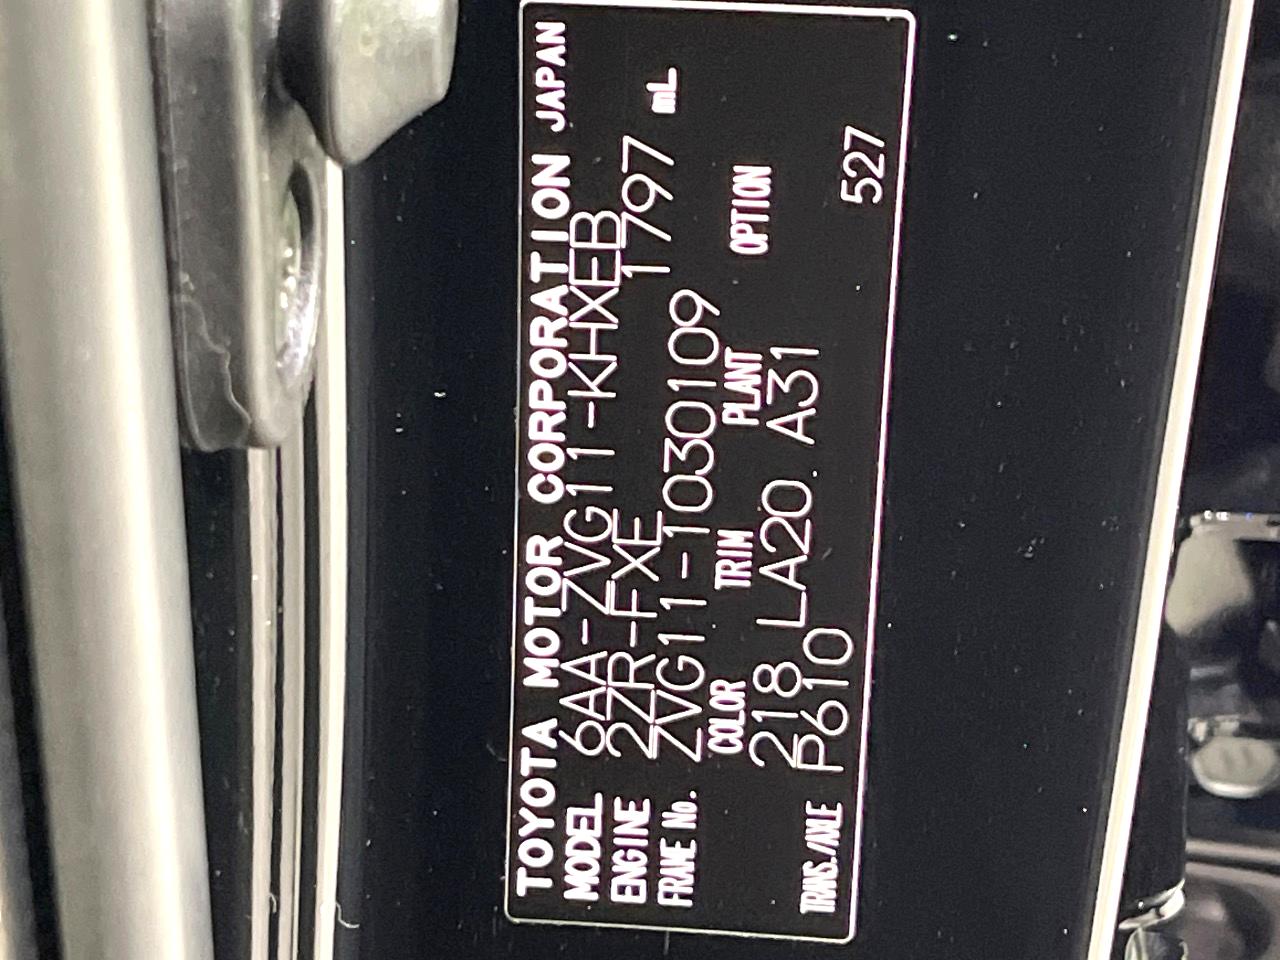 TOYOTA MOTOR CORPORATION JAPAN
MODEL 6AA-ZVG11-KHXEB
ENGINE 2ZR-FXE 1797 mL
FRAME No. ZVG11-1030109
COLOR TRIM PLANT OPTION
218 LA20. A31
TRANS./AXLE P610 527